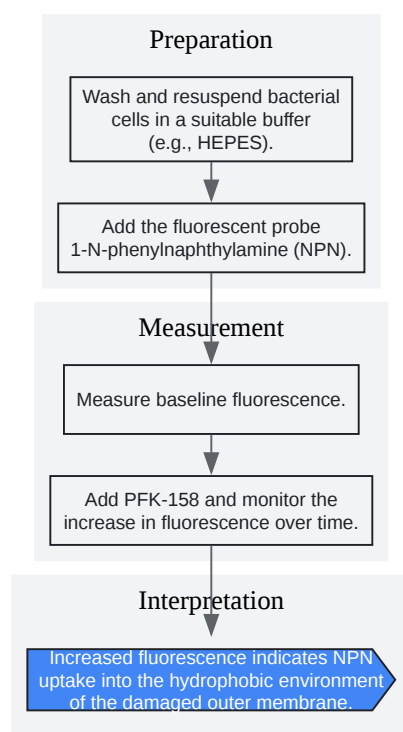 Preparation
Wash and resuspend bacterial
cells in a suitable buffer
(e.g., HEPES).
Add the fluorescent probe
1-N-phenylnaphthylamine (NPN).
Measurement
Measure baseline fluorescence.
Add PFK-158 and monitor the
increase in fluorescence over time.
Interpretation
Increased fluorescence indicates NPN
uptake into the hydrophobic environment
of the damaged outer membrane.